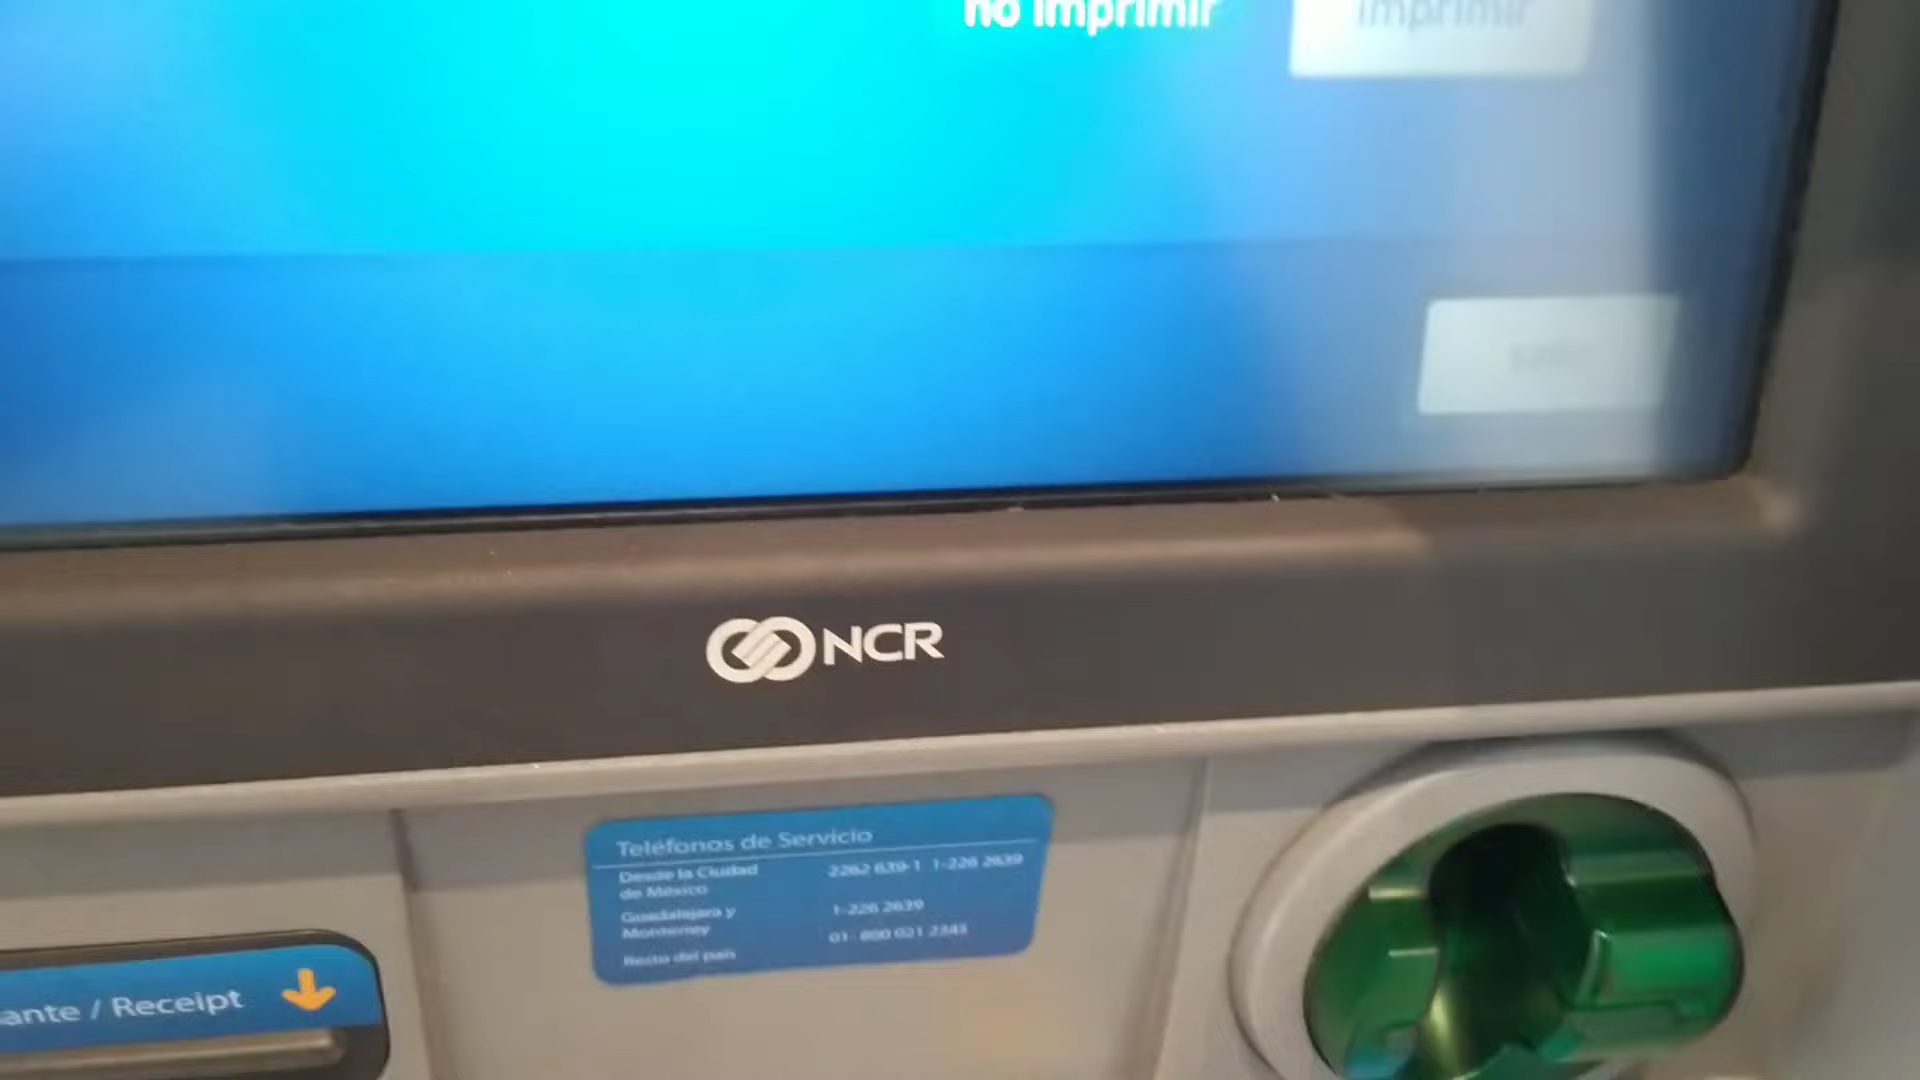 no imprimir
imprimir
NCR
Teléfonos de Servicio
Desde la Ciudad de México 2262 639-1 1-226 2639
Guadalajara y Monterrey 1-226 2639
Resto del país 01- 800 021 2345
ante / Receipt